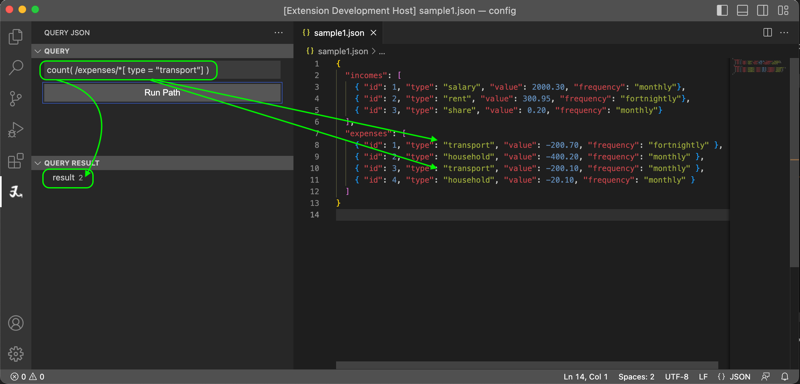 [Extension Development Host] sample1.json — config
QUERY JSON
QUERY
count( /expenses/*[ type = "transport"] )
Run Path
QUERY RESULT
result 2
{ } sample1.json
{ } sample1.json > ...
1 {
2 "incomes": [
3 { "id": 1, "type": "salary", "value": 2000.30, "frequency": "monthly"},
4 { "id": 2, "type": "rent", "value": 300.95, "frequency": "fortnightly"},
5 { "id": 3, "type": "share", "value": 0.20, "frequency": "monthly"}
6 ],
7 "expenses": [
8 { "id": 1, "type": "transport", "value": -200.70, "frequency": "fortnightly" },
9 { "id": 2, "type": "household", "value": -400.20, "frequency": "monthly" },
10 { "id": 3, "type": "transport", "value": -200.10, "frequency": "monthly" },
11 { "id": 4, "type": "household", "value": -20.10, "frequency": "monthly" }
12 ]
13 }
14
0 0
Ln 14, Col 1 Spaces: 2 UTF-8 LF { } JSON